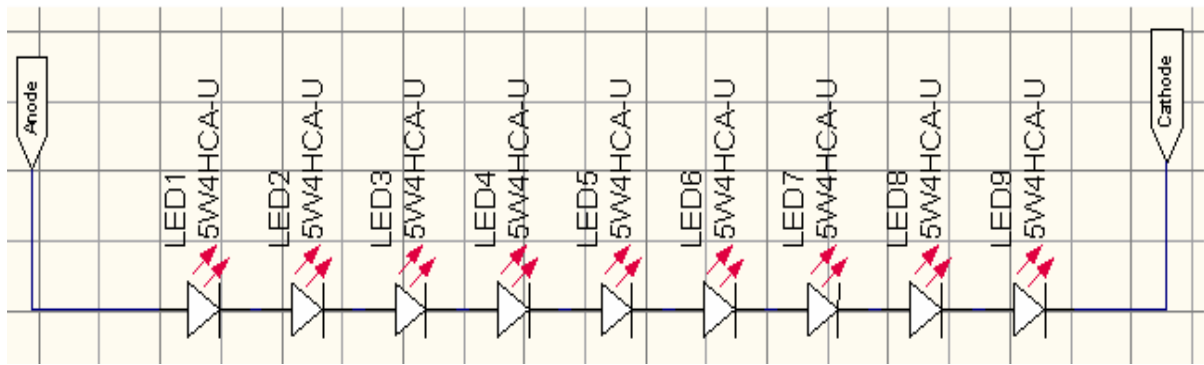 Anode
LED1
5W4HCA-U
LED2
5W4HCA-U
LED3
5W4HCA-U
LED4
5W4HCA-U
LED5
5W4HCA-U
LED6
5W4HCA-U
LED7
5W4HCA-U
LED8
5W4HCA-U
LED9
5W4HCA-U
Cathode